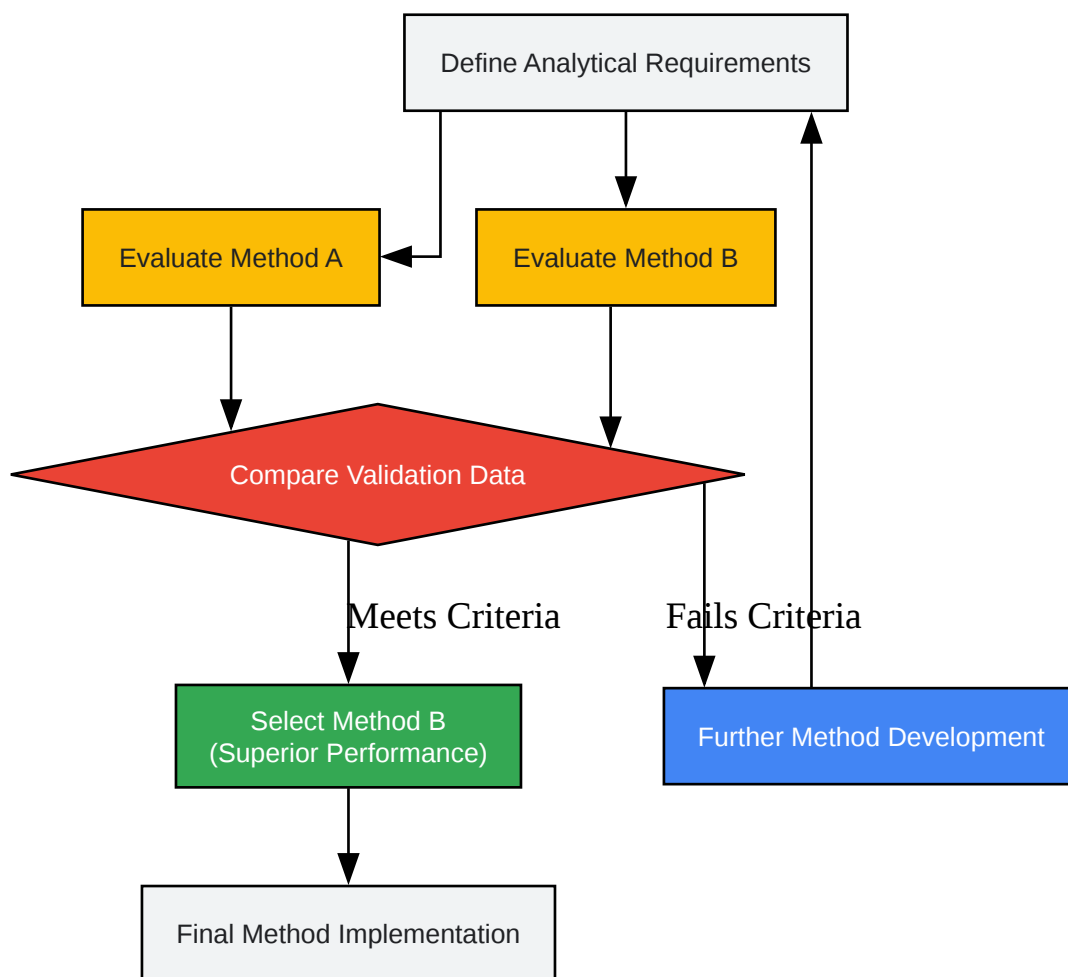 Define Analytical Requirements
Evaluate Method A
Evaluate Method B
Compare Validation Data
Meets Criteria
Fails Criteria
Select Method B
(Superior Performance)
Further Method Development
Final Method Implementation